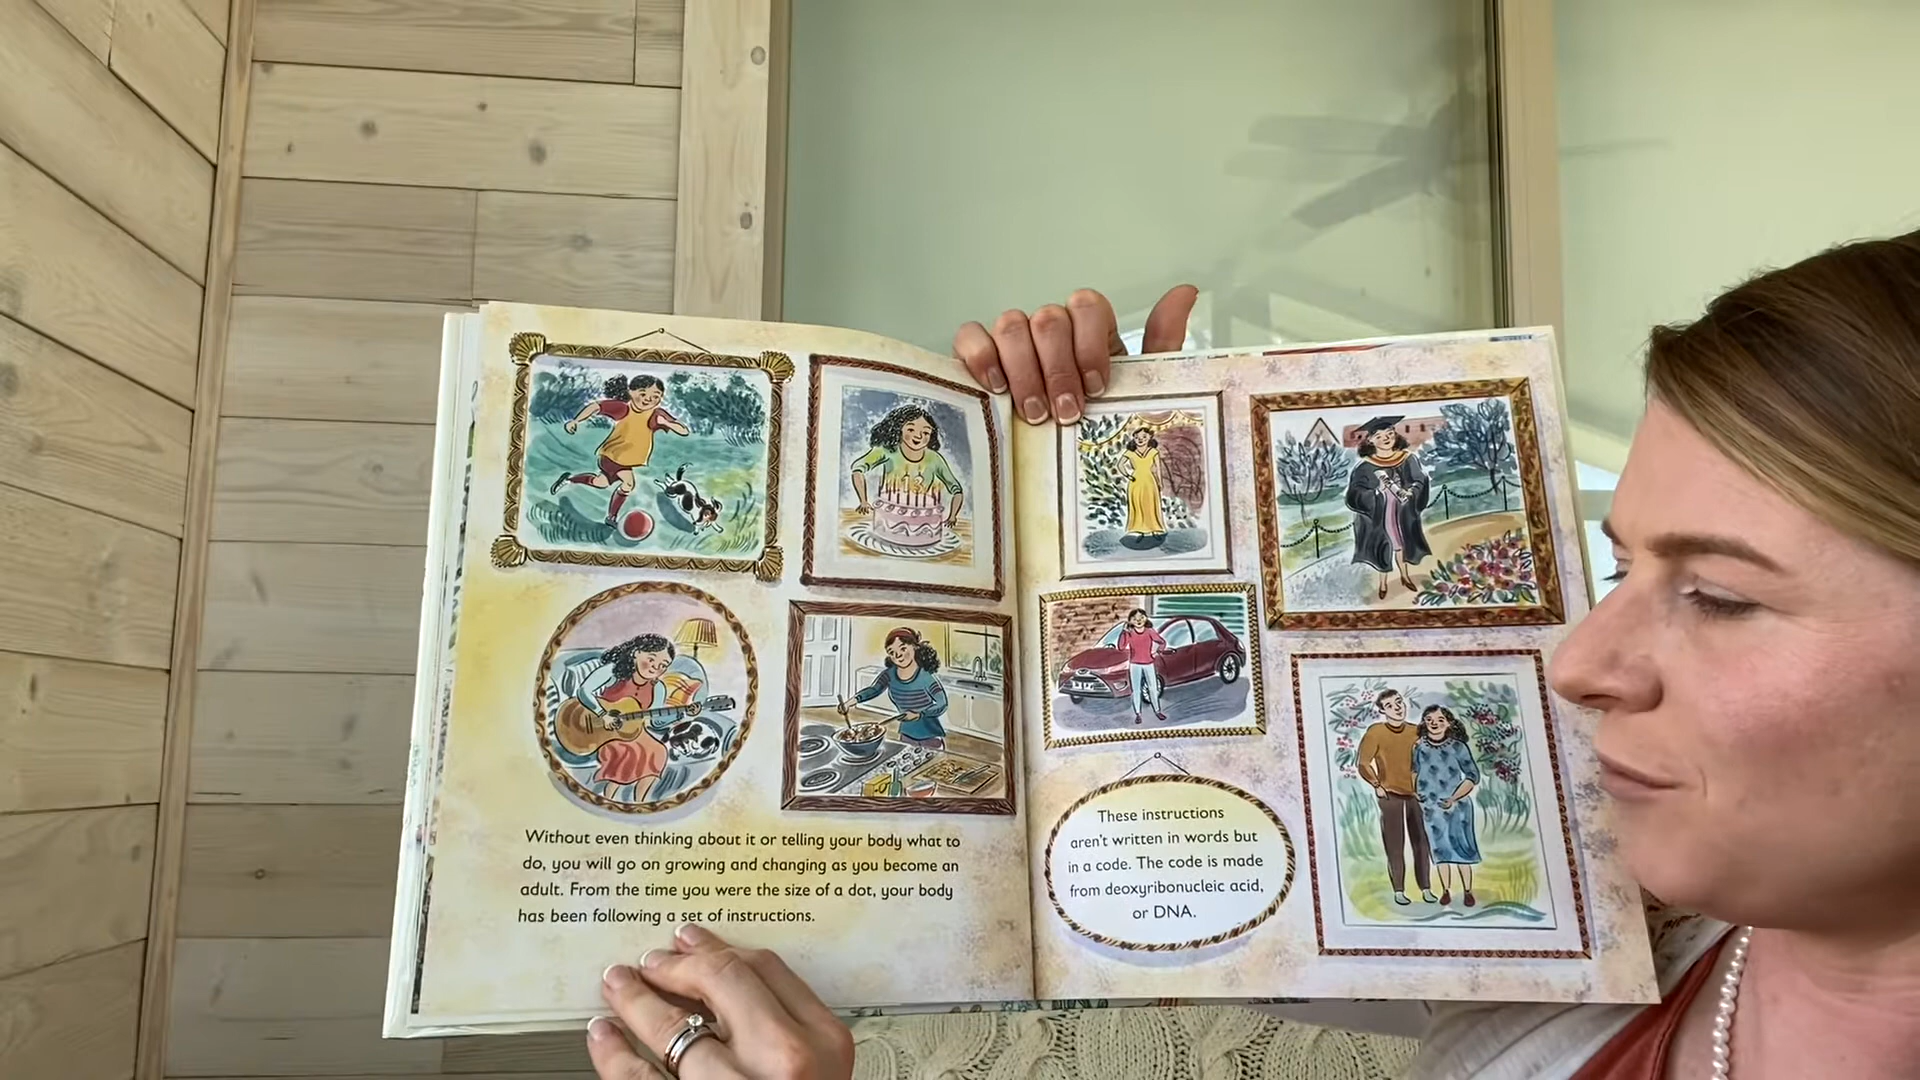 Without even thinking about it or telling your body what to
do, you will go on growing and changing as you become an
adult. From the time you were the size of a dot, your body
has been following a set of instructions.
These instructions
aren't written in words but
in a code. The code is made
from deoxyribonucleic acid,
or DNA.